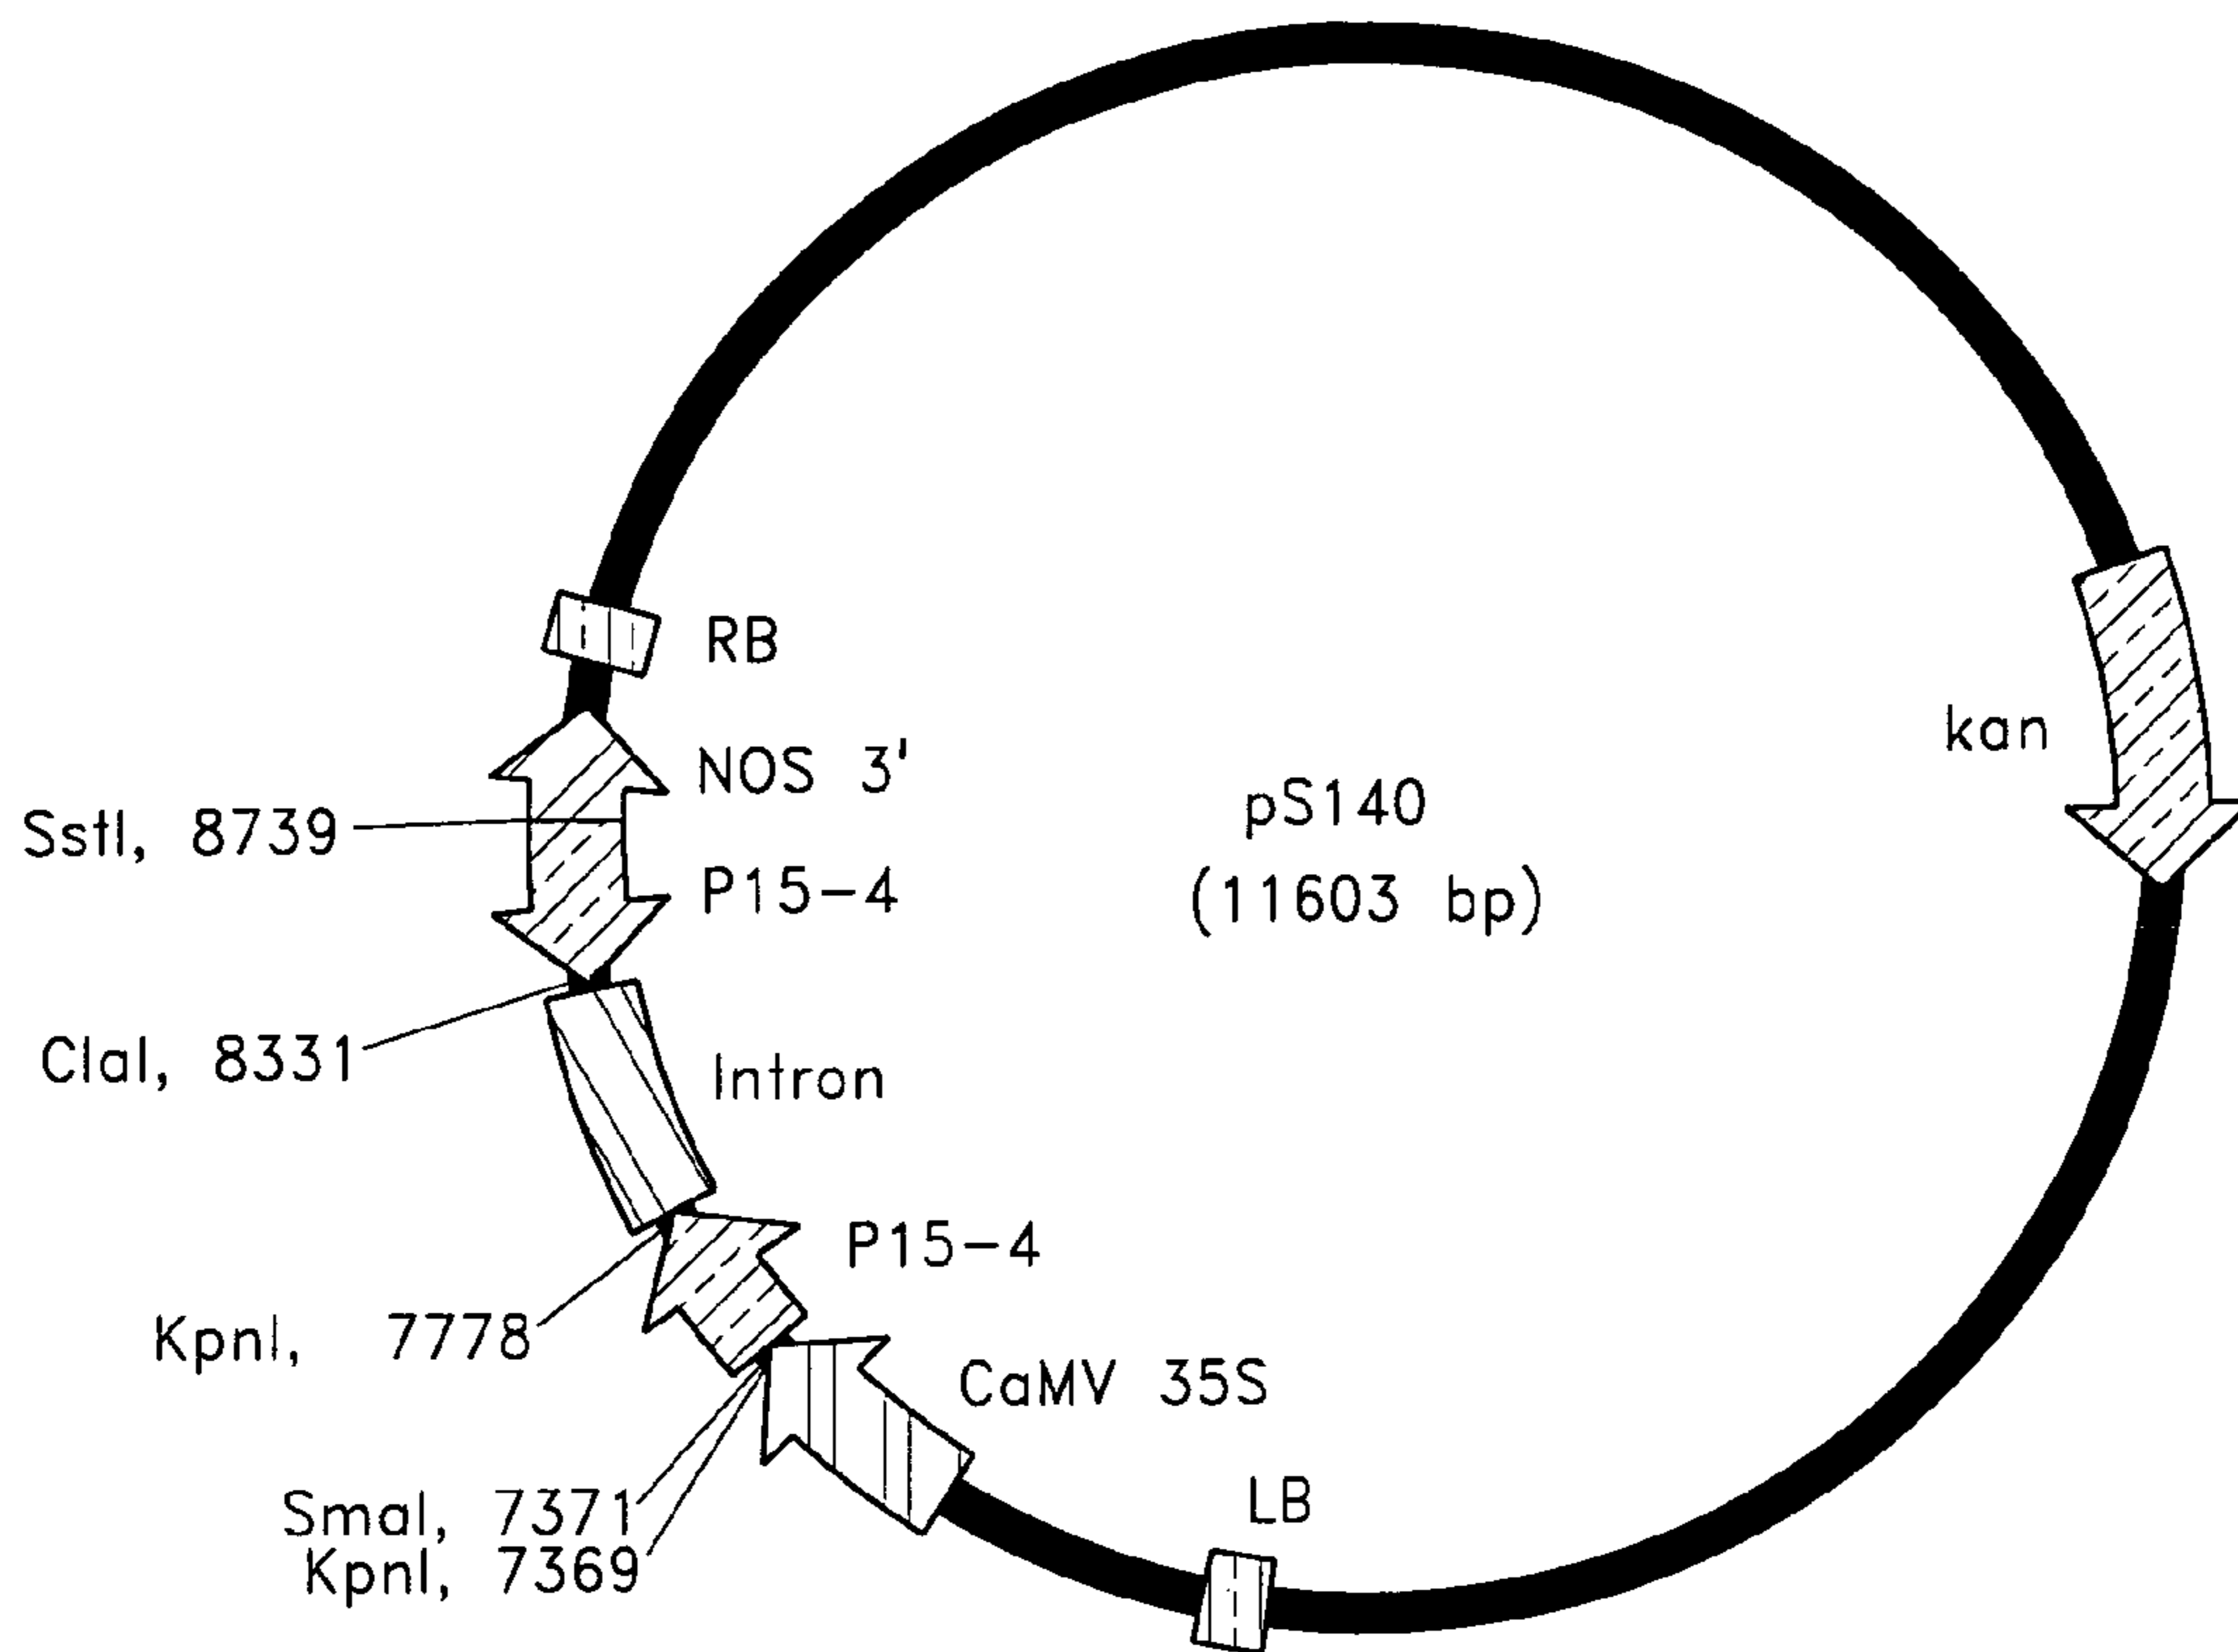 RB
kan
NOS 3'
pS140
SstI, 8739
P15-4
(11603 bp)
ClaI, 8331
Intron
P15-4
KpnI, 7778
CaMV 35S
LB
SmaI, 7371
KpnI, 7369